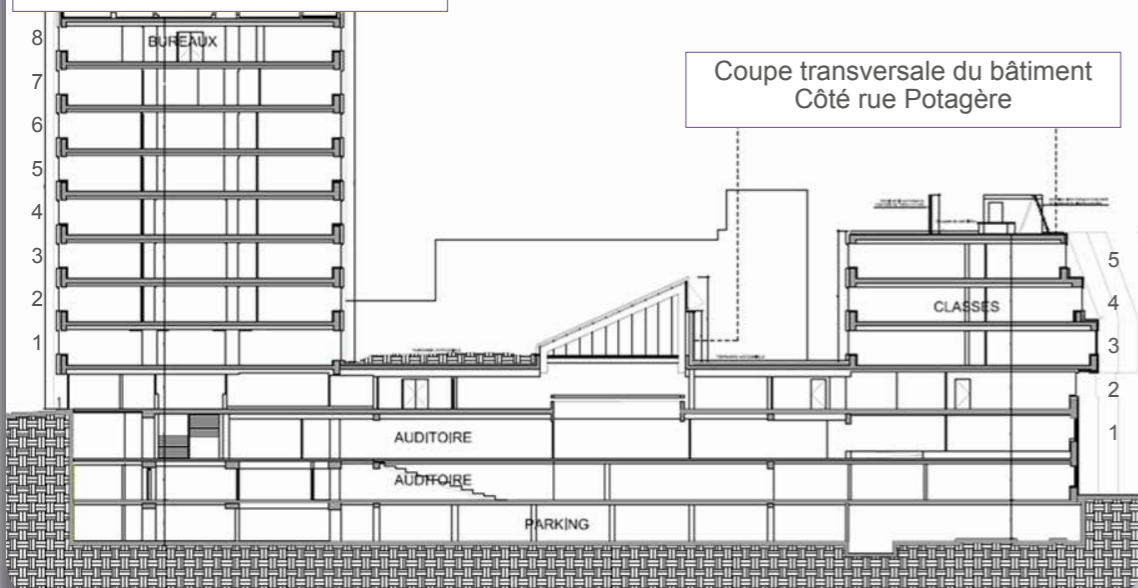 8
BUREAUX
7
6
5
4
3
2
1
Coupe transversale du bâtiment
Côté rue Potagère
5
CLASSES
4
3
2
1
AUDITOIRE
AUDITOIRE
PARKING